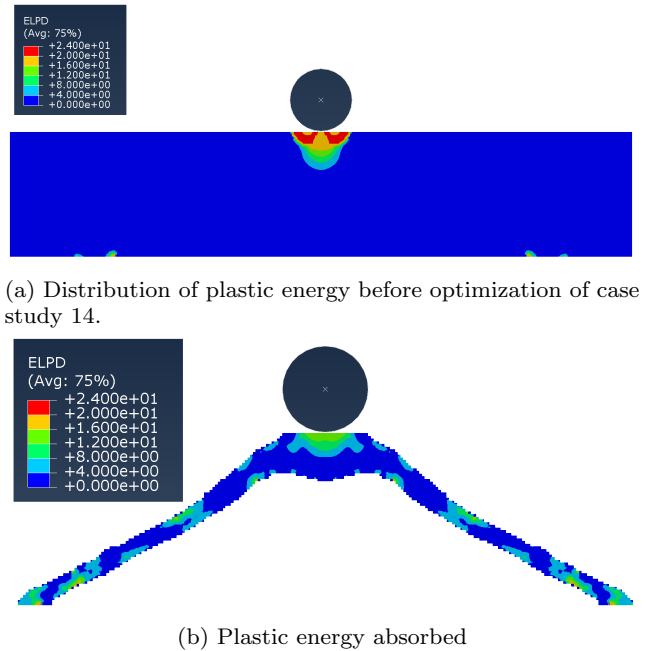 ELPD
(Avg: 75%)
+2.400e+01
+2.000e+01
+1.600e+01
+1.200e+01
+8.000e+00
+4.000e+00
+0.000e+00
(a) Distribution of plastic energy before optimization of case
study 14.
ELPD
(Avg: 75%)
+2.400e+01
+2.000e+01
+1.600e+01
+1.200e+01
+8.000e+00
+4.000e+00
+0.000e+00
(b) Plastic energy absorbed